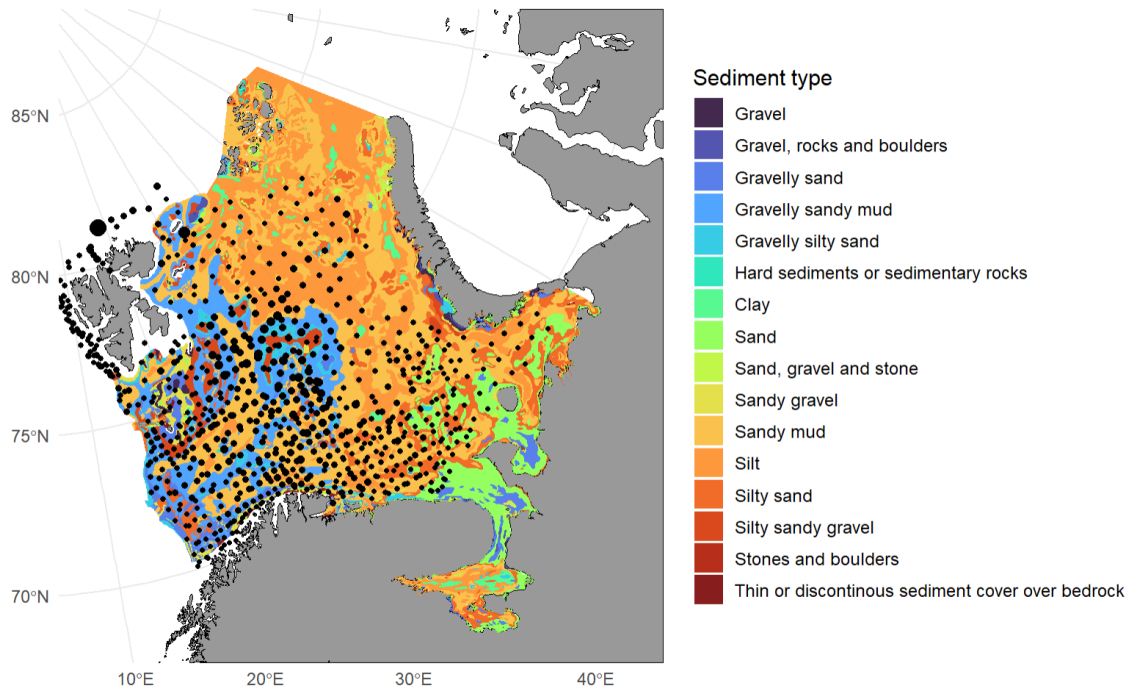 85°N
80°N
75°N
70°N
10°E
20°E
30°E
40°E
Sediment type
Gravel
Gravel, rocks and boulders
Gravelly sand
Gravelly sandy mud
Gravelly silty sand
Hard sediments or sedimentary rocks
Clay
Sand
Sand, gravel and stone
Sandy gravel
Sandy mud
Silt
Silty sand
Silty sandy gravel
Stones and boulders
Thin or discontinous sediment cover over bedrock